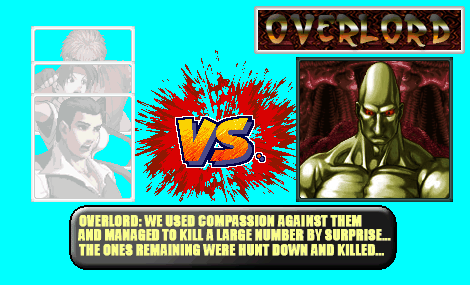 OVERLORD
VS.
OVERLORD: WE USED COMPASSION AGAINST THEM
AND MANAGED TO KILL A LARGE NUMBER BY SURPRISE...
THE ONES REMAINING WERE HUNT DOWN AND KILLED...